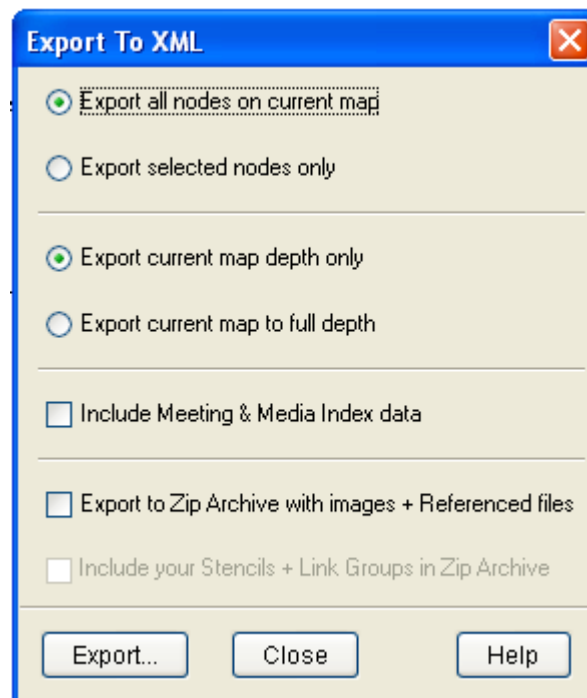 Export To XML
Export all nodes on current map
Export selected nodes only
Export current map depth only
Export current map to full depth
Include Meeting & Media Index data
Export to Zip Archive with images + Referenced files
Include your Stencils + Link Groups in Zip Archive
Export... Close Help